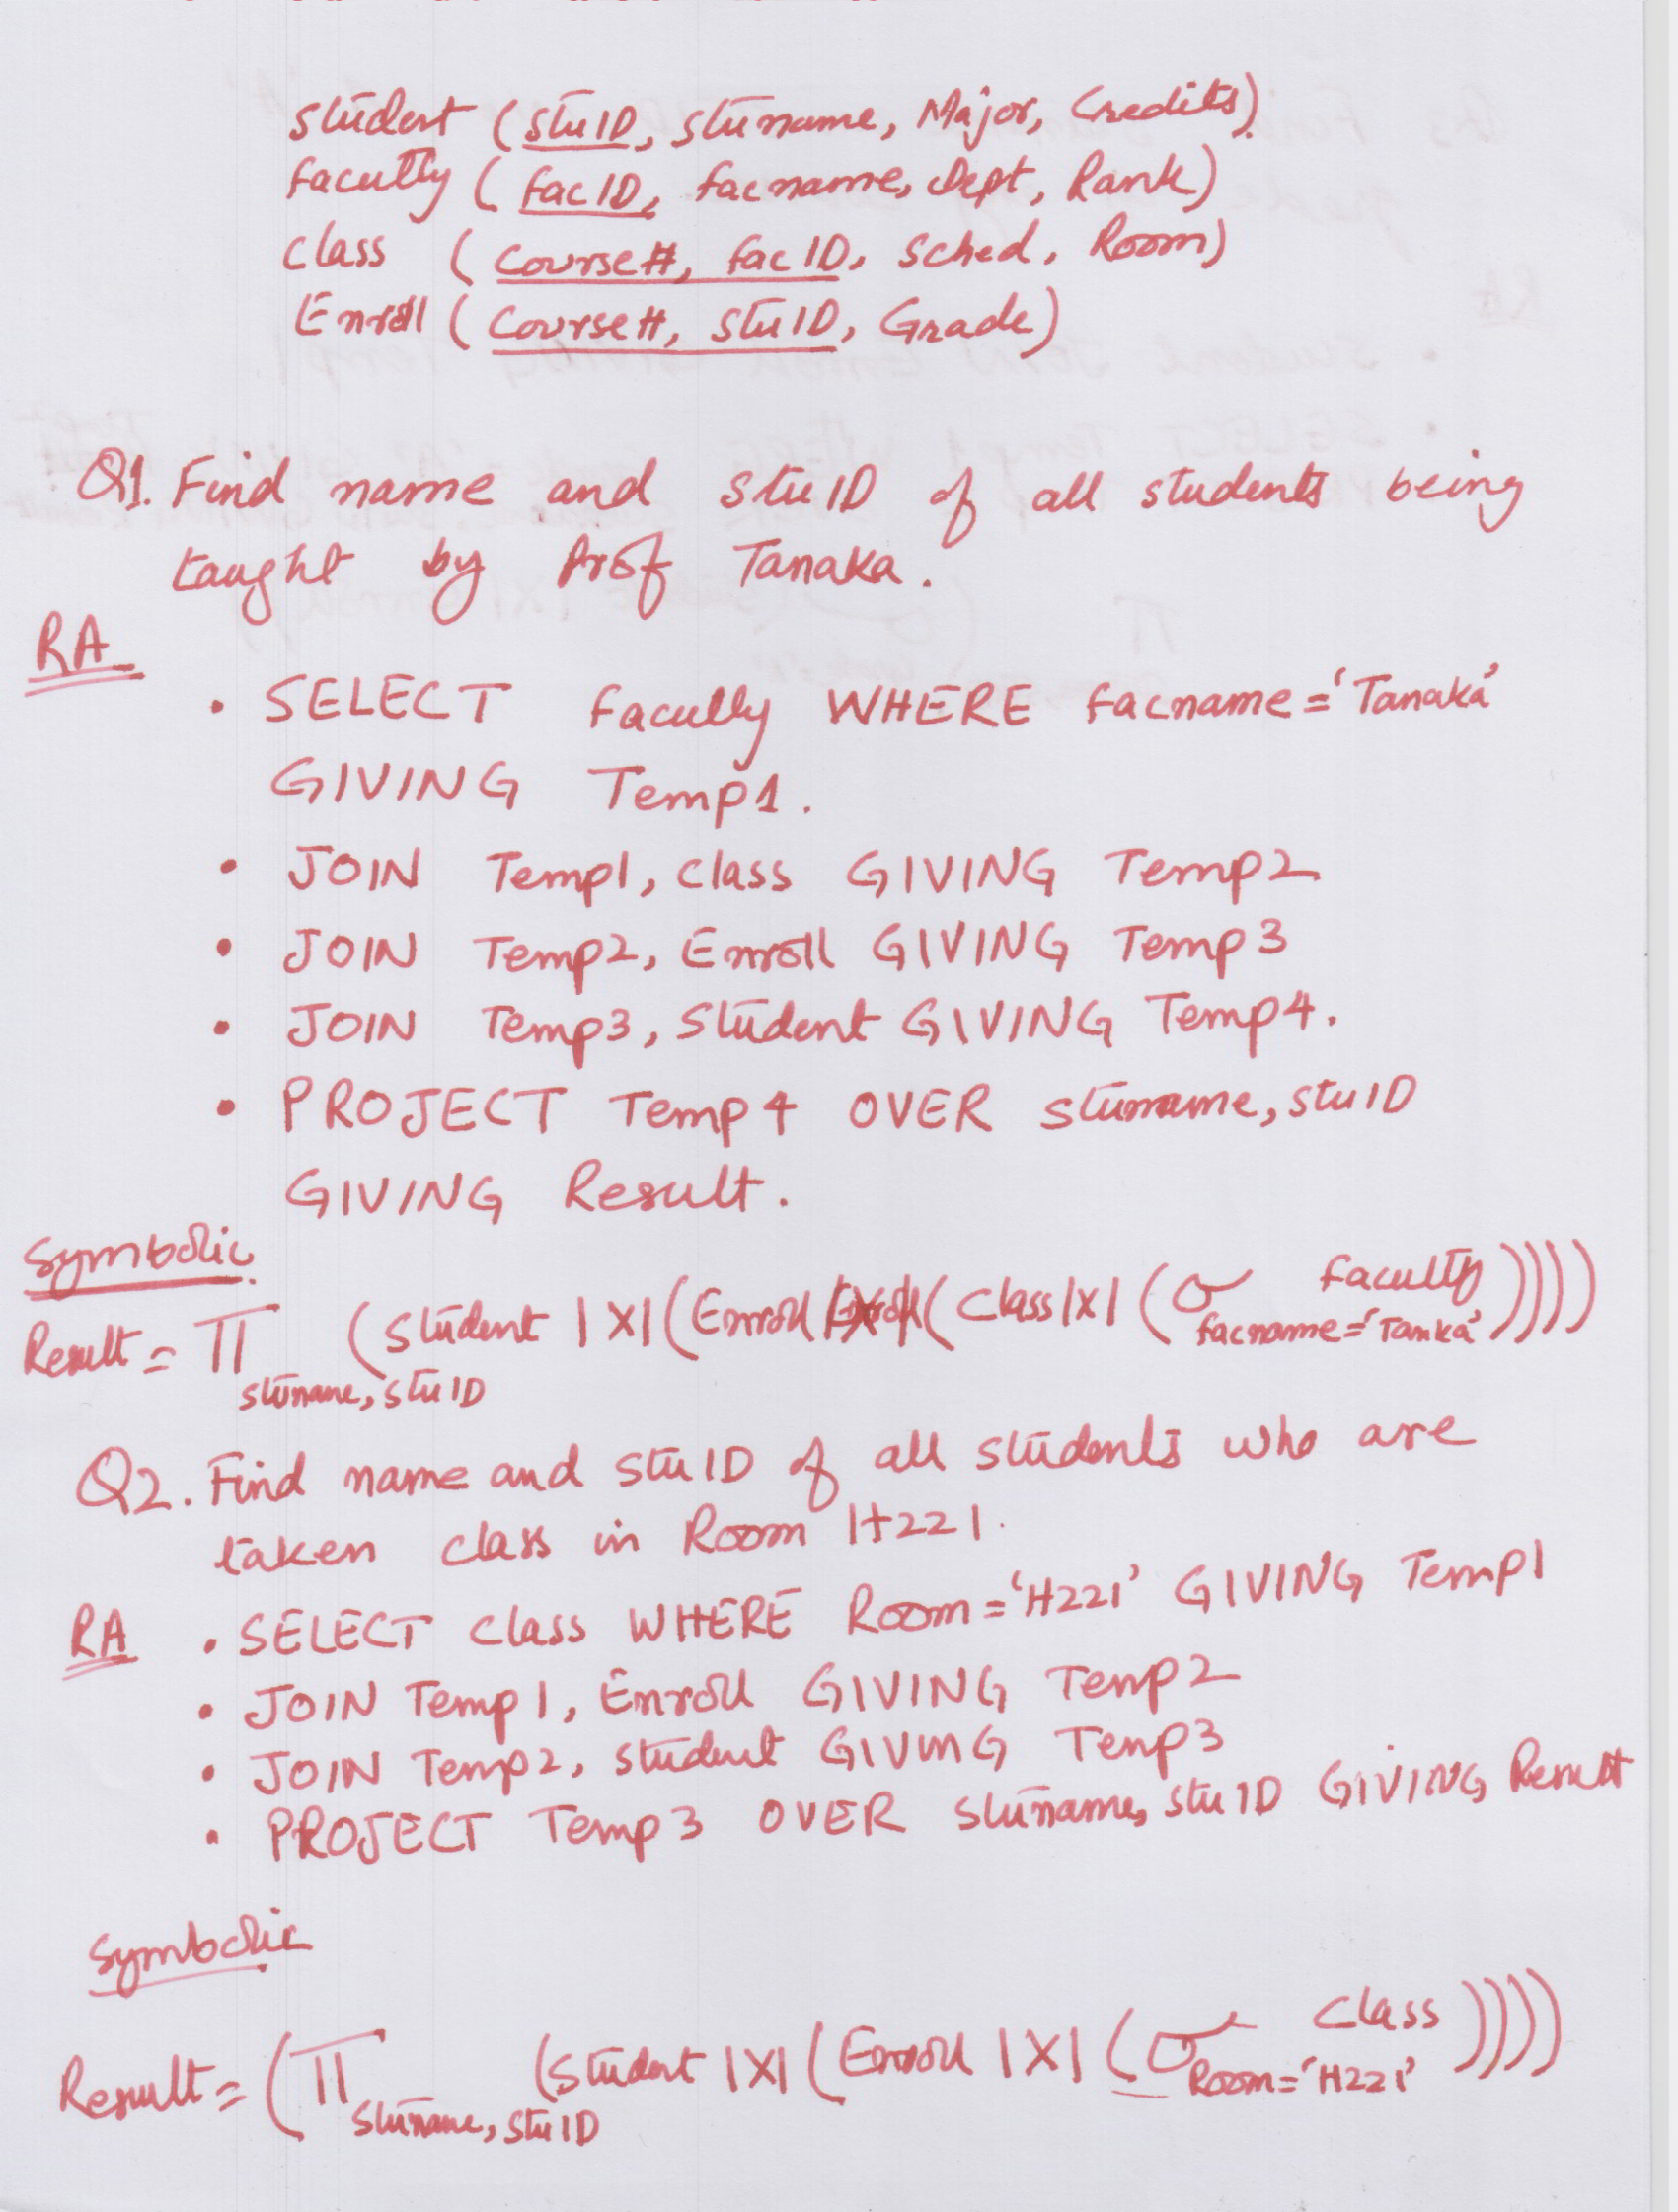 Student (stuID, stuname, Major, Credits).
Faculty (facID, facname, Dept, Rank)
Class (Course#, facID, Sched, Room)
Enroll (Course#, stuID, Grade)
Q1. Find name and stuID of all students being
taught by Prof Tanaka.
RA
• SELECT Faculty WHERE facname='Tanaka'
GIVING Temp1.
• JOIN Temp1, Class GIVING Temp2
• JOIN Temp2, Enroll GIVING Temp3
• JOIN Temp3, Student GIVING Temp4.
• PROJECT Temp4 OVER stuname, stuID
GIVING Result.
Symbolic.
Result = Π stuname, stuID (Student |X| (Enroll |X| (Class |X| (σ facname='Tanka' Faculty))))
Q2. Find name and stuID of all students who are
taken class in Room H221.
RA • SELECT Class WHERE Room='H221' GIVING Temp1
• JOIN Temp1, Enroll GIVING Temp2
• JOIN Temp2, Student GIVING Temp3
• PROJECT Temp3 OVER Stuname, stuID GIVING Result
Symbolic
Result = (Π stuname, stuID (Student |X| (Enroll |X| (σ Room='H221' Class))))